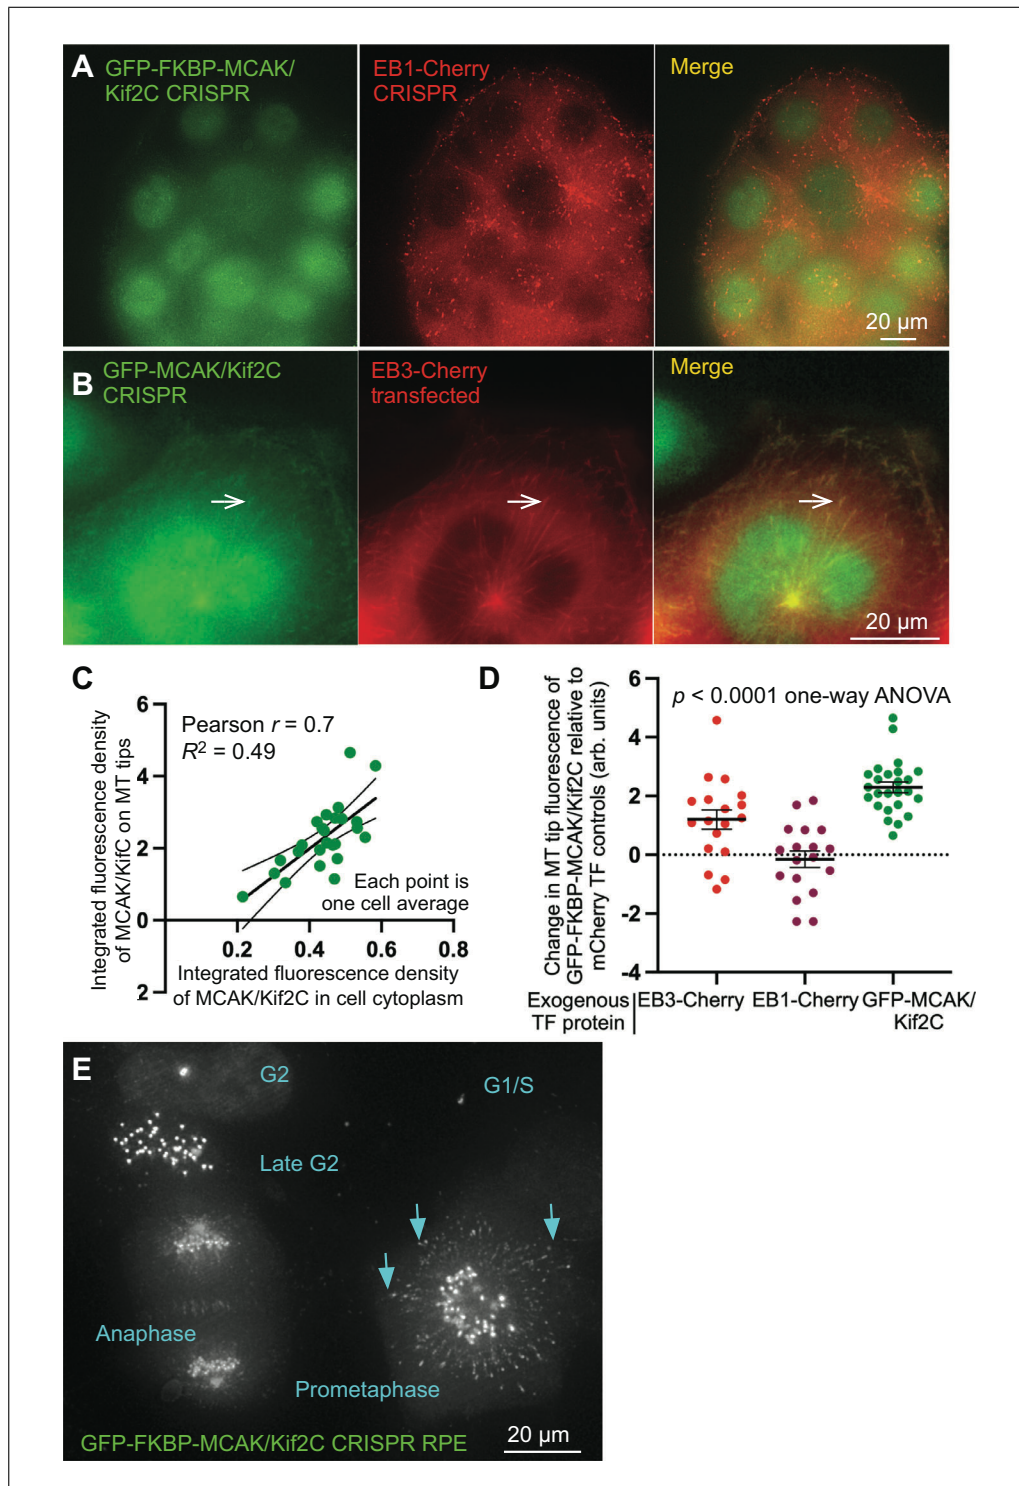 A
GFP-FKBP-MCAK/
Kif2C CRISPR
EB1-Cherry
CRISPR
Merge
20 µm
B
GFP-MCAK/Kif2C
CRISPR
EB3-Cherry
transfected
Merge
20 µm
C
Integrated fluorescence density
of MCAK/KifC on MT tips
6
4
2
0
2
Pearson r = 0.7
R² = 0.49
Each point is
one cell average
0.2 0.4 0.6 0.8
Integrated fluorescence density
of MCAK/Kif2C in cell cytoplasm
D
Change in MT tip fluorescence of
GFP-FKBP-MCAK/Kif2C relative to
mCherry TF controls (arb. units)
6
4
2
0
-2
-4
p < 0.0001 one-way ANOVA
Exogenous
TF protein
EB3-Cherry
EB1-Cherry
GFP-MCAK/
Kif2C
E
G2
G1/S
Late G2
Anaphase
Prometaphase
GFP-FKBP-MCAK/Kif2C CRISPR RPE
20 µm